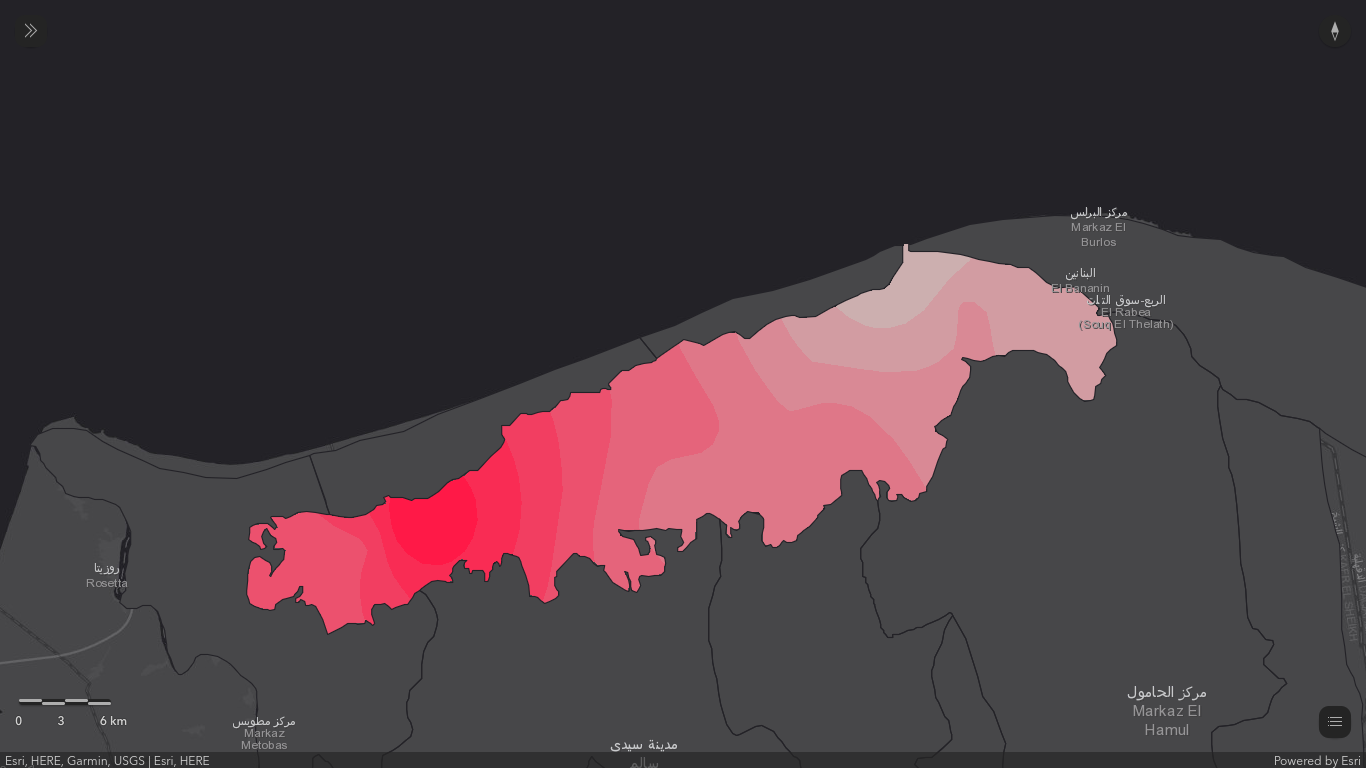 مركز البرلس
Markaz El
Burlos
البنانين
El Bananin
الربع-سوق الثلاث
El Rabea
(Souq El Thelath)
روزيتا
Rosetta
مركز الحامول
Markaz El
Hamul
0 3 6 km
مركز مطوبس
Markaz
Metobas
مدينة سيدى
سالم
Esri, HERE, Garmin, USGS | Esri, HERE
Powered by Esri